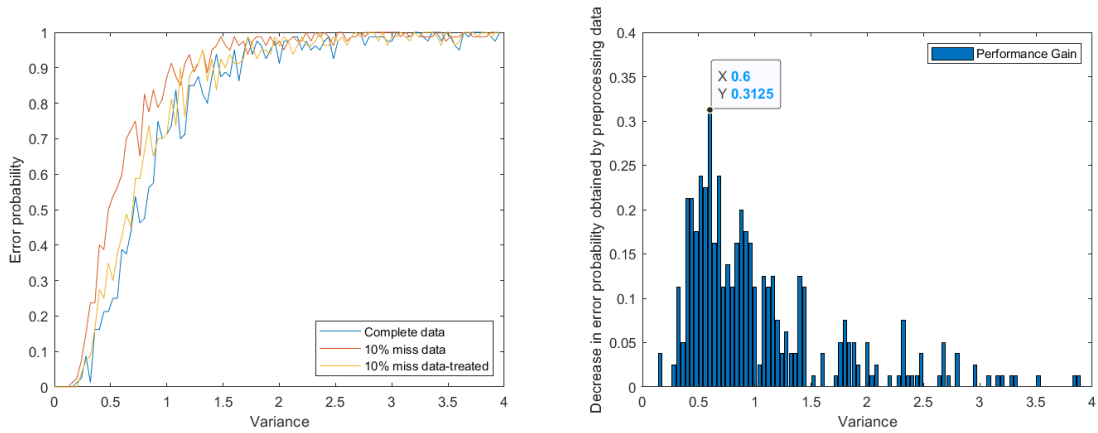 Error probability
1
0.9
0.8
0.7
0.6
0.5
0.4
0.3
0.2
0.1
0
0 0.5 1 1.5 2 2.5 3 3.5 4
Variance
Complete data
10% miss data
10% miss data-treated
Decrease in error probability obtained by preprocessing data
0.4
0.35
0.3
0.25
0.2
0.15
0.1
0.05
0
0 0.5 1 1.5 2 2.5 3 3.5 4
Variance
Performance Gain
X 0.6
Y 0.3125